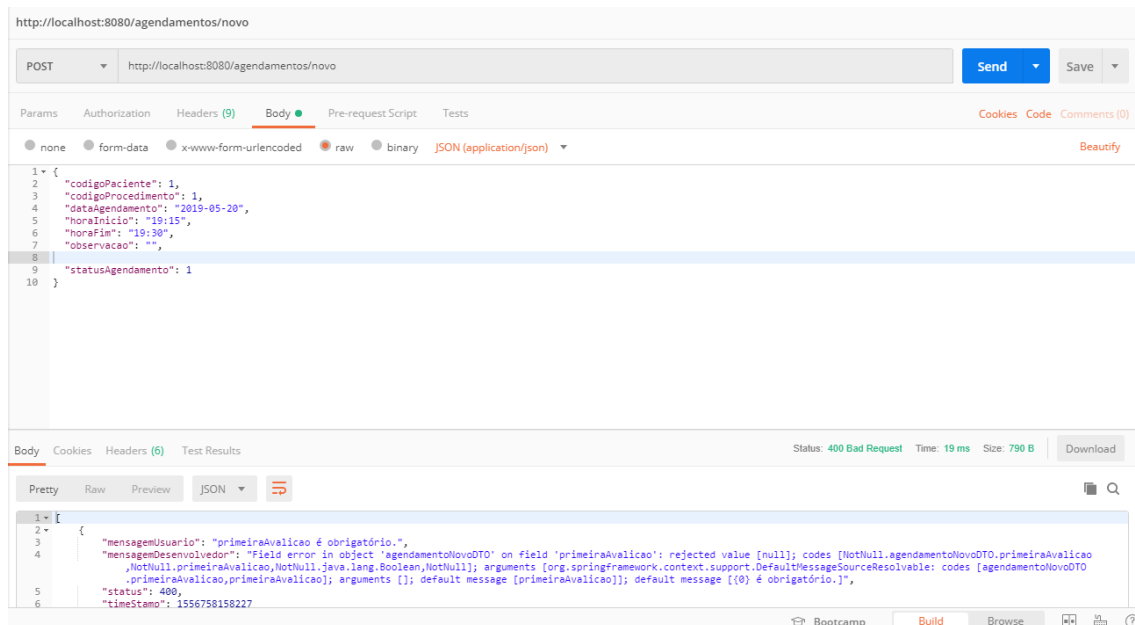 http://localhost:8080/agendamentos/novo
POST http://localhost:8080/agendamentos/novo Send Save
Params Authorization Headers (9) Body Pre-request Script Tests Cookies Code Comments (0)
none form-data x-www-form-urlencoded raw binary JSON (application/json) Beautify
1 {
2 "codigoPaciente": 1,
3 "codigoProcedimento": 1,
4 "dataAgendamento": "2019-05-20",
5 "horaInicio": "19:15",
6 "horaFim": "19:30",
7 "observacao": "",
8
9 "statusAgendamento": 1
10 }
Body Cookies Headers (6) Test Results Status: 400 Bad Request Time: 19 ms Size: 790 B Download
Pretty Raw Preview JSON
1 [
2 {
3 "mensagemUsuario": "primeiraAvalicao é obrigatório.",
4 "mensagemDesenvolvedor": "Field error in object 'agendamentoNovoDTO' on field 'primeiraAvalicao': rejected value [null]; codes [NotNull.agendamentoNovoDTO.primeiraAvalicao
,NotNull.primeiraAvalicao,NotNull.java.lang.Boolean,NotNull]; arguments [org.springframework.context.support.DefaultMessageSourceResolvable: codes [agendamentoNovoDTO
.primeiraAvalicao,primeiraAvalicao]; arguments []; default message [primeiraAvalicao]]; default message [{0} é obrigatório.]",
5 "status": 400,
6 "timeStamp": 1556758158227
Bootcamp Build Browse